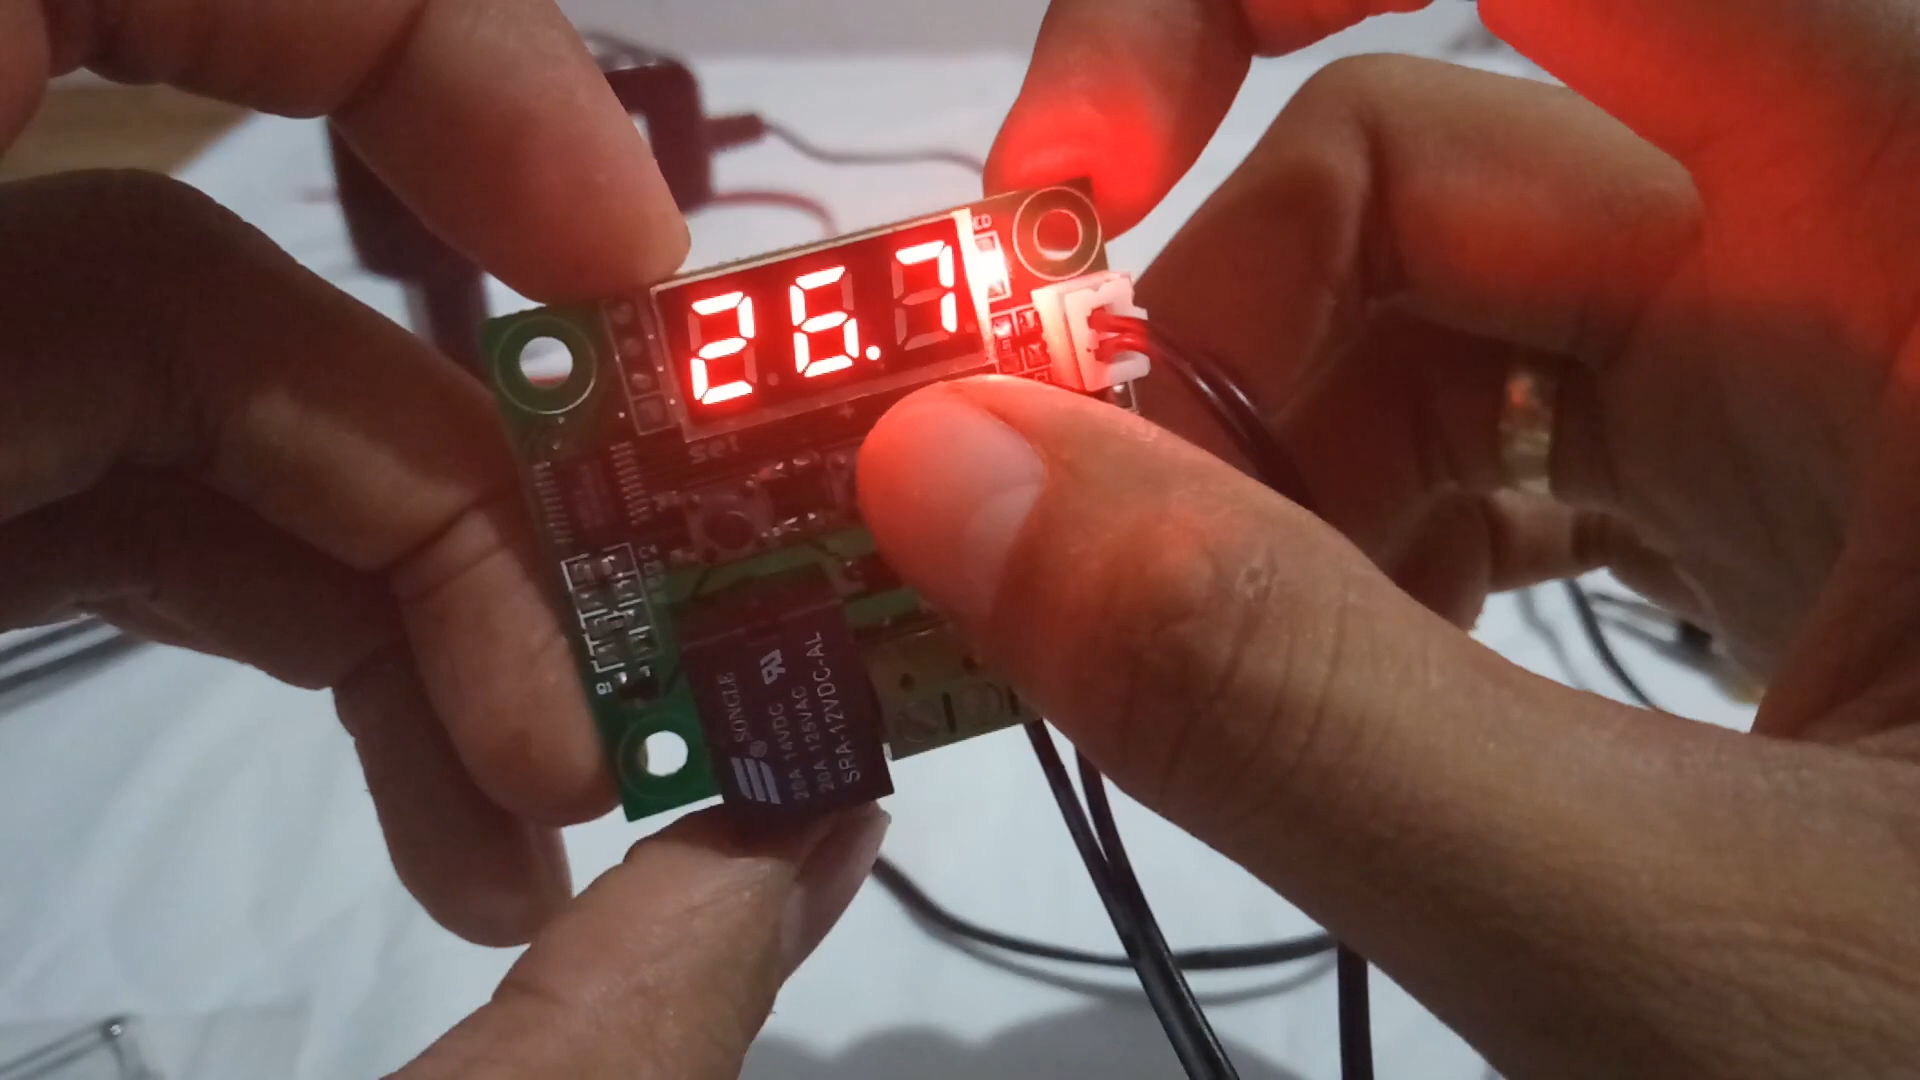 26.7
set
+
SONGLE
20A 14VDC
20A 125VAC
SRA-12VDC-AL